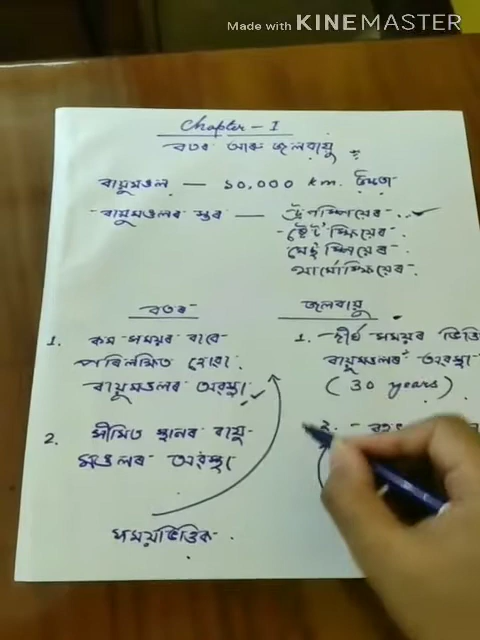 Made with KINEMASTER
Chapter - I
বতৰ আৰু জলবায়ু
বায়ুমণ্ডল — ১০,০০০ km. উচ্চতা
বায়ুমণ্ডলৰ স্তৰ — ট্ৰপস্ফিয়েৰ
ষ্ট্ৰেটস্ফিয়েৰ
মেছস্ফিয়েৰ
থাৰ্মোস্ফিয়েৰ
বতৰ
1. কম সময়ৰ বাবে
পৰিলক্ষিত হোৱা
বায়ুমণ্ডলৰ অৱস্থা
2. সীমিত স্থানৰ বায়ু-
মণ্ডলৰ অৱস্থা
সময়ভিত্তিক
জলবায়ু
1. দীৰ্ঘ সময়ৰ ভিত্তি
বায়ুমণ্ডলৰ অৱস্থা
(30 years)
2.